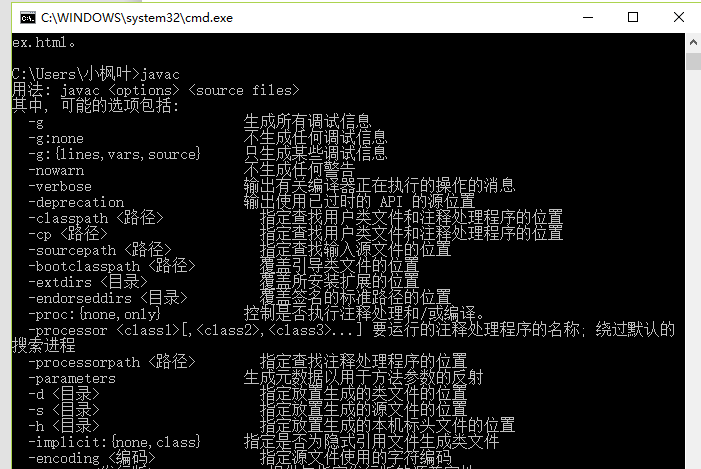 C:\WINDOWS\system32\cmd.exe
ex.html。
C:\Users\小枫叶>javac
用法: javac <options> <source files>
其中, 可能的选项包括:
-g 生成所有调试信息
-g:none 不生成任何调试信息
-g:{lines,vars,source} 只生成某些调试信息
-nowarn 不生成任何警告
-verbose 输出有关编译器正在执行的操作的消息
-deprecation 输出使用已过时的 API 的源位置
-classpath <路径> 指定查找用户类文件和注释处理程序的位置
-cp <路径> 指定查找用户类文件和注释处理程序的位置
-sourcepath <路径> 指定查找输入源文件的位置
-bootclasspath <路径> 覆盖引导类文件的位置
-extdirs <目录> 覆盖所安装扩展的位置
-endorseddirs <目录> 覆盖签名的标准路径的位置
-proc:{none,only} 控制是否执行注释处理和/或编译。
-processor <class1>[,<class2>,<class3>...] 要运行的注释处理程序的名称; 绕过默认的
搜索进程
-processorpath <路径> 指定查找注释处理程序的位置
-parameters 生成元数据以用于方法参数的反射
-d <目录> 指定放置生成的类文件的位置
-s <目录> 指定放置生成的源文件的位置
-h <目录> 指定放置生成的本机标头文件的位置
-implicit:{none,class} 指定是否为隐式引用文件生成类文件
-encoding <编码> 指定源文件使用的字符编码